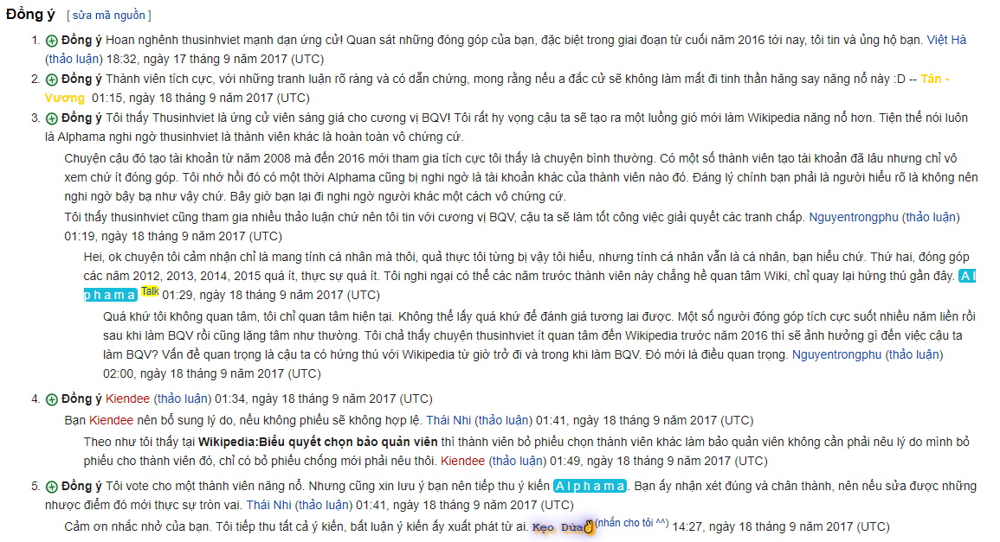 Đồng ý [ sửa mã nguồn ]
1. Đồng ý Hoan nghênh thusinhviet mạnh dạn ứng cử! Quan sát những đóng góp của bạn, đặc biệt trong giai đoạn từ cuối năm 2016 tới nay, tôi tin và ủng hộ bạn. Việt Hà
(thảo luận) 18:32, ngày 17 tháng 9 năm 2017 (UTC)
2. Đồng ý Thành viên tích cực, với những tranh luận rõ ràng và có dẫn chứng, mong rằng nếu a đắc cử sẽ không làm mất đi tinh thần hăng say năng nổ này :D -- Tân -
Vương 01:15, ngày 18 tháng 9 năm 2017 (UTC)
3. Đồng ý Tôi thấy Thusinhviet là ứng cử viên sáng giá cho cương vị BQV! Tôi rất hy vọng cậu ta sẽ tạo ra một luồng gió mới làm Wikipedia năng nổ hơn. Tiện thể nói luôn
là Alphama nghi ngờ thusinhviet là thành viên khác là hoàn toàn vô chứng cứ.
Chuyện cậu đó tạo tài khoản từ năm 2008 mà đến 2016 mới tham gia tích cực tôi thấy là chuyện bình thường. Có một số thành viên tạo tài khoản đã lâu nhưng chỉ vô
xem chứ ít đóng góp. Tôi nhớ hồi đó có một thời Alphama cũng bị nghi ngờ là tài khoản khác của thành viên nào đó. Đáng lý chính bạn phải là người hiểu rõ là không nên
nghi ngờ bậy bạ như vậy chứ. Bây giờ bạn lại đi nghi ngờ người khác một cách vô chứng cứ.
Tôi thấy thusinhviet cũng tham gia nhiều thảo luận chứ nên tôi tin với cương vị BQV, cậu ta sẽ làm tốt công việc giải quyết các tranh chấp. Nguyentrongphu (thảo luận)
01:19, ngày 18 tháng 9 năm 2017 (UTC)
Hei, ok chuyện tôi cảm nhận chỉ là mang tính cá nhân mà thôi, quả thực tôi từng bị vậy tôi hiểu, nhưng tính cá nhân vẫn là cá nhân, bạn hiểu chứ. Thứ hai, đóng góp
các năm 2012, 2013, 2014, 2015 quá ít, thực sự quá ít. Tôi nghi ngại có thể các năm trước thành viên này chẳng hề quan tâm Wiki, chỉ quay lại hứng thú gần đây. A l
p h a m a Talk 01:29, ngày 18 tháng 9 năm 2017 (UTC)
Quá khứ tôi không quan tâm, tôi chỉ quan tâm hiện tại. Không thể lấy quá khứ để đánh giá tương lai được. Một số người đóng góp tích cực suốt nhiều năm liền rồi
sau khi làm BQV rồi cũng lặng tâm như thường. Tôi chả thấy chuyện thusinhviet ít quan tâm đến Wikipedia trước năm 2016 thì sẽ ảnh hưởng gì đến việc cậu ta
làm BQV? Vấn đề quan trọng là cậu ta có hứng thú với Wikipedia từ giờ trở đi và trong khi làm BQV. Đó mới là điều quan trọng. Nguyentrongphu (thảo luận)
02:00, ngày 18 tháng 9 năm 2017 (UTC)
4. Đồng ý Kiendee (thảo luận) 01:34, ngày 18 tháng 9 năm 2017 (UTC)
Bạn Kiendee nên bổ sung lý do, nếu không phiếu sẽ không hợp lệ. Thái Nhi (thảo luận) 01:41, ngày 18 tháng 9 năm 2017 (UTC)
Theo như tôi thấy tại Wikipedia:Biểu quyết chọn bảo quản viên thì thành viên bỏ phiếu chọn thành viên khác làm bảo quản viên không cần phải nêu lý do mình bỏ
phiếu cho thành viên đó, chỉ có bỏ phiếu chống mới phải nêu thôi. Kiendee (thảo luận) 01:49, ngày 18 tháng 9 năm 2017 (UTC)
5. Đồng ý Tôi vote cho một thành viên năng nổ. Nhưng cũng xin lưu ý bạn nên tiếp thu ý kiến A l p h a m a. Bạn ấy nhận xét đúng và chân thành, nên nếu sửa được những
nhược điểm đó mới thực sự tròn vai. Thái Nhi (thảo luận) 01:41, ngày 18 tháng 9 năm 2017 (UTC)
Cảm ơn nhắc nhở của bạn. Tôi tiếp thu tất cả ý kiến, bất luận ý kiến ấy xuất phát từ ai. Kẹo Dừa✌(nhắn cho tôi ^^) 14:27, ngày 18 tháng 9 năm 2017 (UTC)